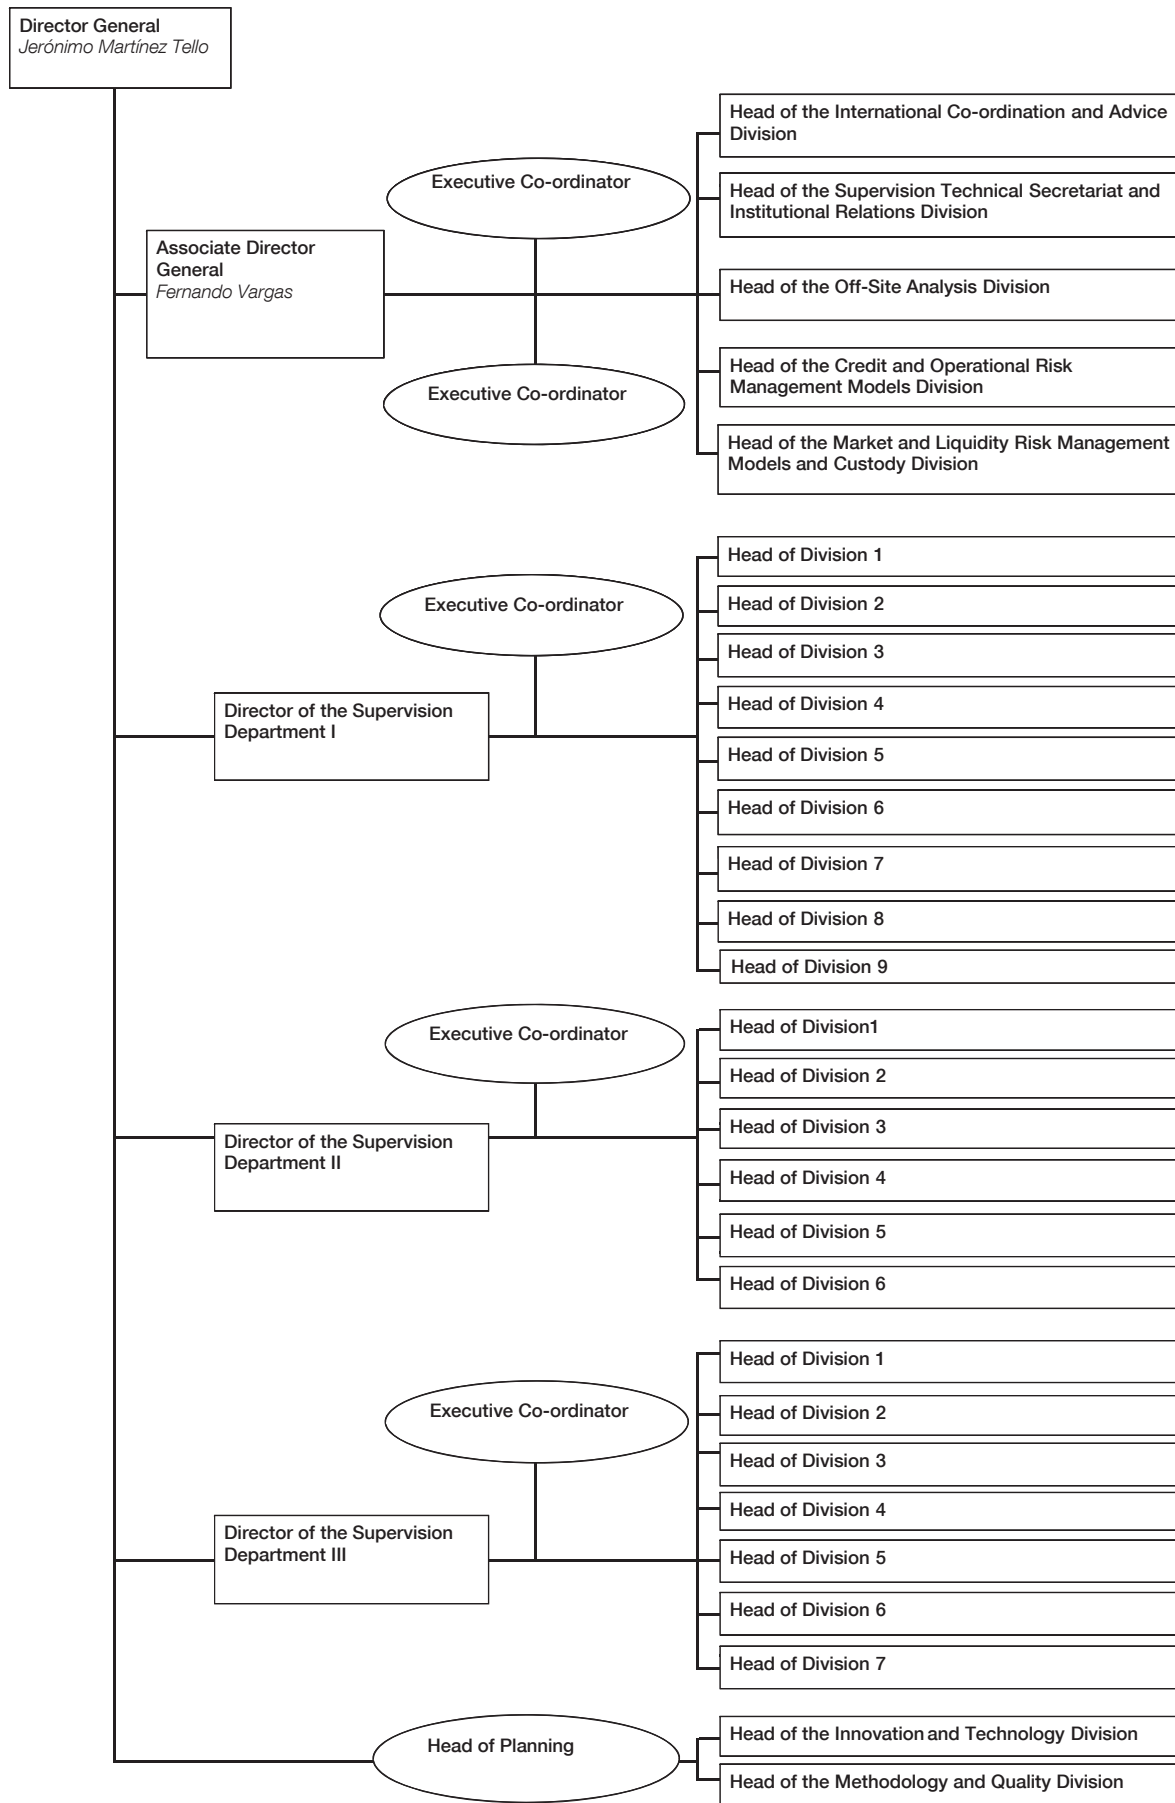 Director General
Jerónimo Martínez Tello
Associate Director
General
Fernando Vargas
Executive Co-ordinator
Executive Co-ordinator
Head of the International Co-ordination and Advice
Division
Head of the Supervision Technical Secretariat and
Institutional Relations Division
Head of the Off-Site Analysis Division
Head of the Credit and Operational Risk
Management Models Division
Head of the Market and Liquidity Risk Management
Models and Custody Division
Director of the Supervision
Department I
Executive Co-ordinator
Head of Division 1
Head of Division 2
Head of Division 3
Head of Division 4
Head of Division 5
Head of Division 6
Head of Division 7
Head of Division 8
Head of Division 9
Director of the Supervision
Department II
Executive Co-ordinator
Head of Division1
Head of Division 2
Head of Division 3
Head of Division 4
Head of Division 5
Head of Division 6
Director of the Supervision
Department III
Executive Co-ordinator
Head of Division 1
Head of Division 2
Head of Division 3
Head of Division 4
Head of Division 5
Head of Division 6
Head of Division 7
Head of Planning
Head of the Innovation and Technology Division
Head of the Methodology and Quality Division